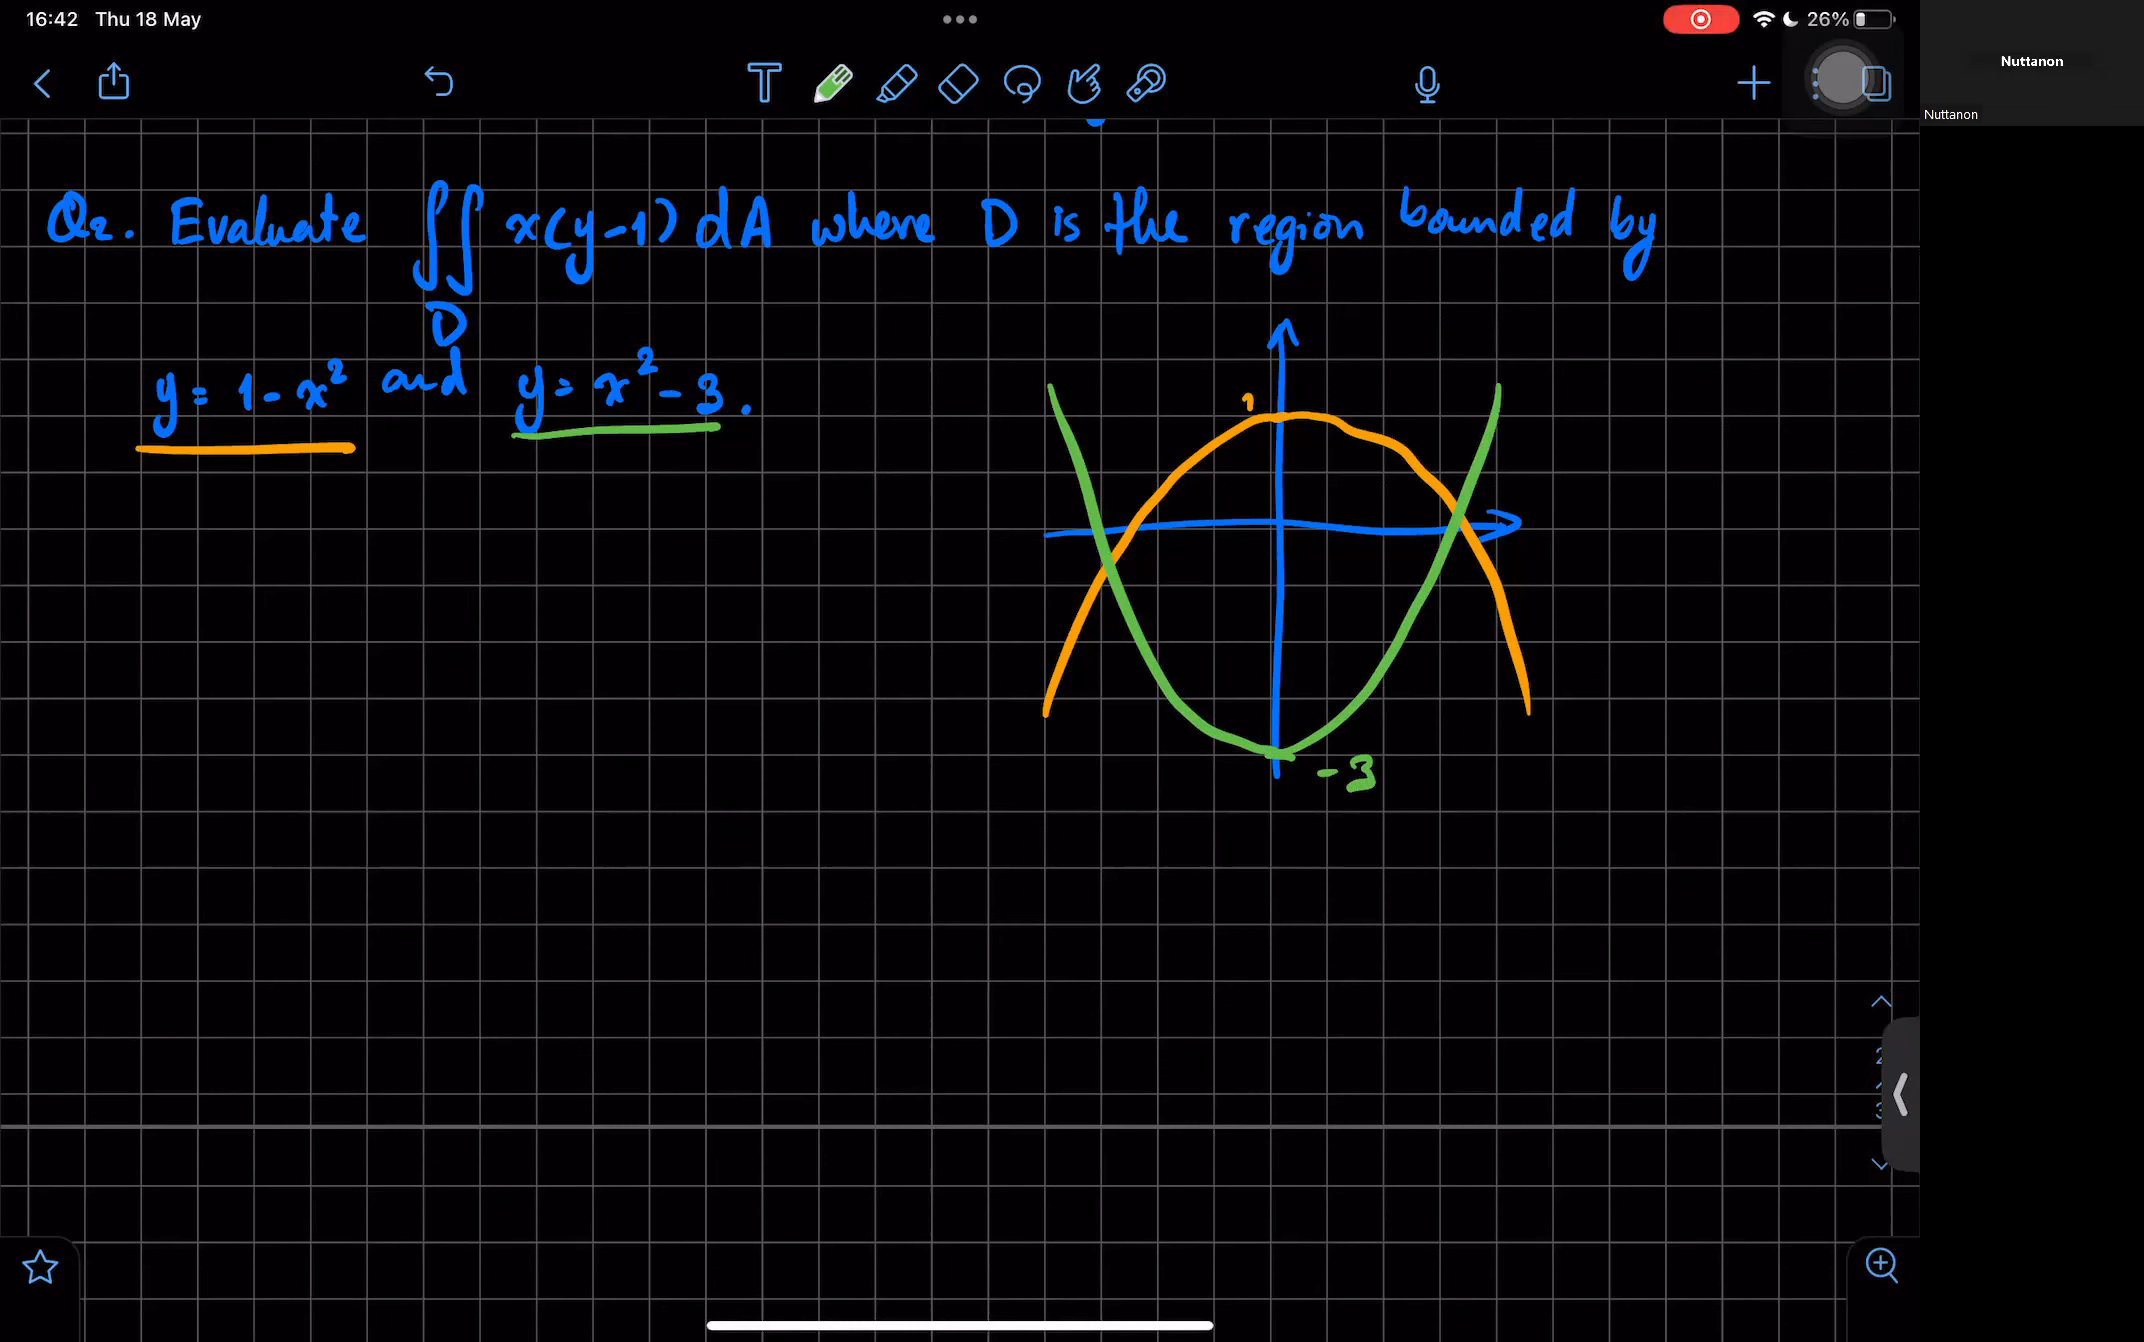 16:42 Thu 18 May
26%
Nuttanon
Nuttanon
T
Q2. Evaluate ∬ x(y-1) dA where D is the region bounded by
D
y = 1 - x² and y = x² - 3.
1
-3